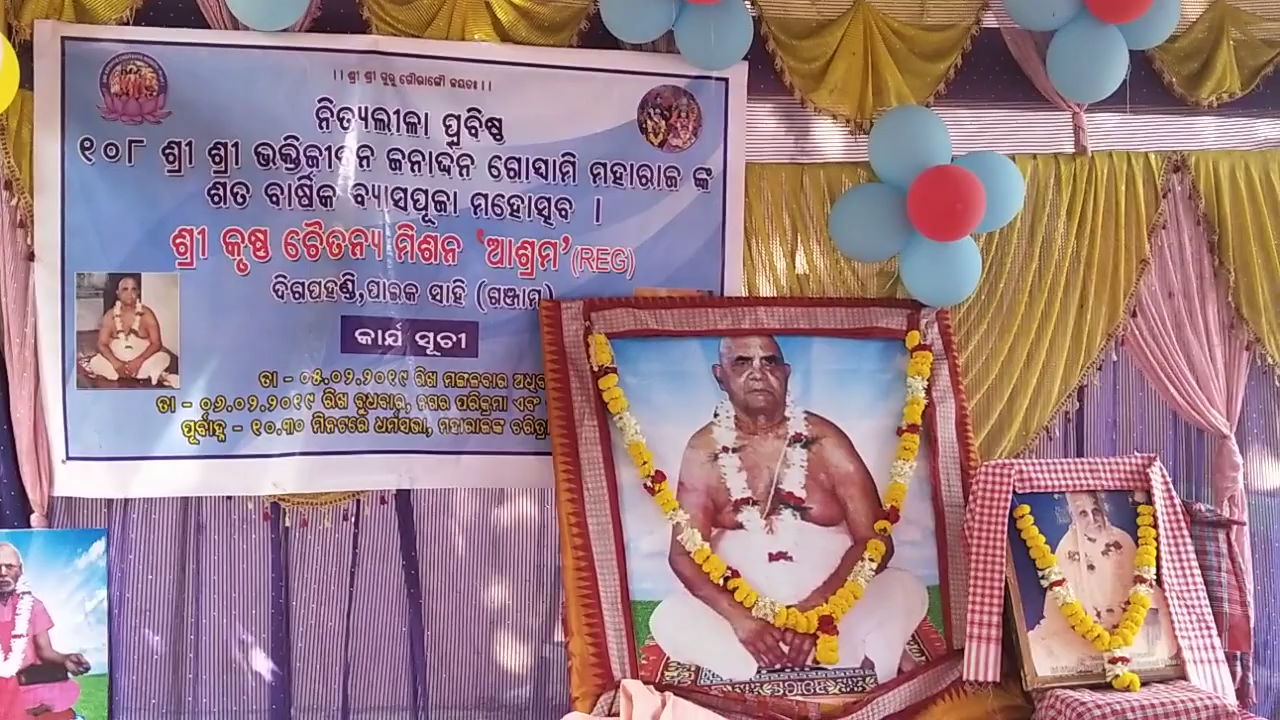 ।। ଶ୍ରୀ ଶ୍ରୀ ଗୁରୁ ଗୌରାଙ୍ଗୌ ଜୟତଃ ।।
ନିତ୍ୟଲୀଳା ପ୍ରବିଷ୍ଟ
୧୦୮ ଶ୍ରୀ ଶ୍ରୀ ଭକ୍ତିଜୀବନ ଜନାର୍ଦ୍ଦନ ଗୋସ୍ୱାମି ମହାରାଜ ଙ୍କ
ଶତ ବାର୍ଷିକ ବ୍ୟାସପୂଜା ମହୋତ୍ସବ ।
ଶ୍ରୀ କୃଷ୍ଣ ଚୈତନ୍ୟ ମିଶନ ‘ଆଶ୍ରମ’ (REG)
ଦିଗପହଣ୍ଡି,ପାଇକ ସାହି (ଗଞ୍ଜାମ)
କାର୍ଯ ସୂଚୀ
ତା - ୦୫.୦୨.୨୦୧୯ ରିଖ ମଙ୍ଗଳବାର
ତା - ୦୬.୦୨.୨୦୧୯ ରିଖ ବୁଧବାର, ନଗର ପରିକ୍ରମା ଏବଂ
ପୂର୍ବାହ୍ନ - ୧୦.୩୦ ମିନଟରେ ଧର୍ମସଭା, ମହାରାଜଙ୍କ